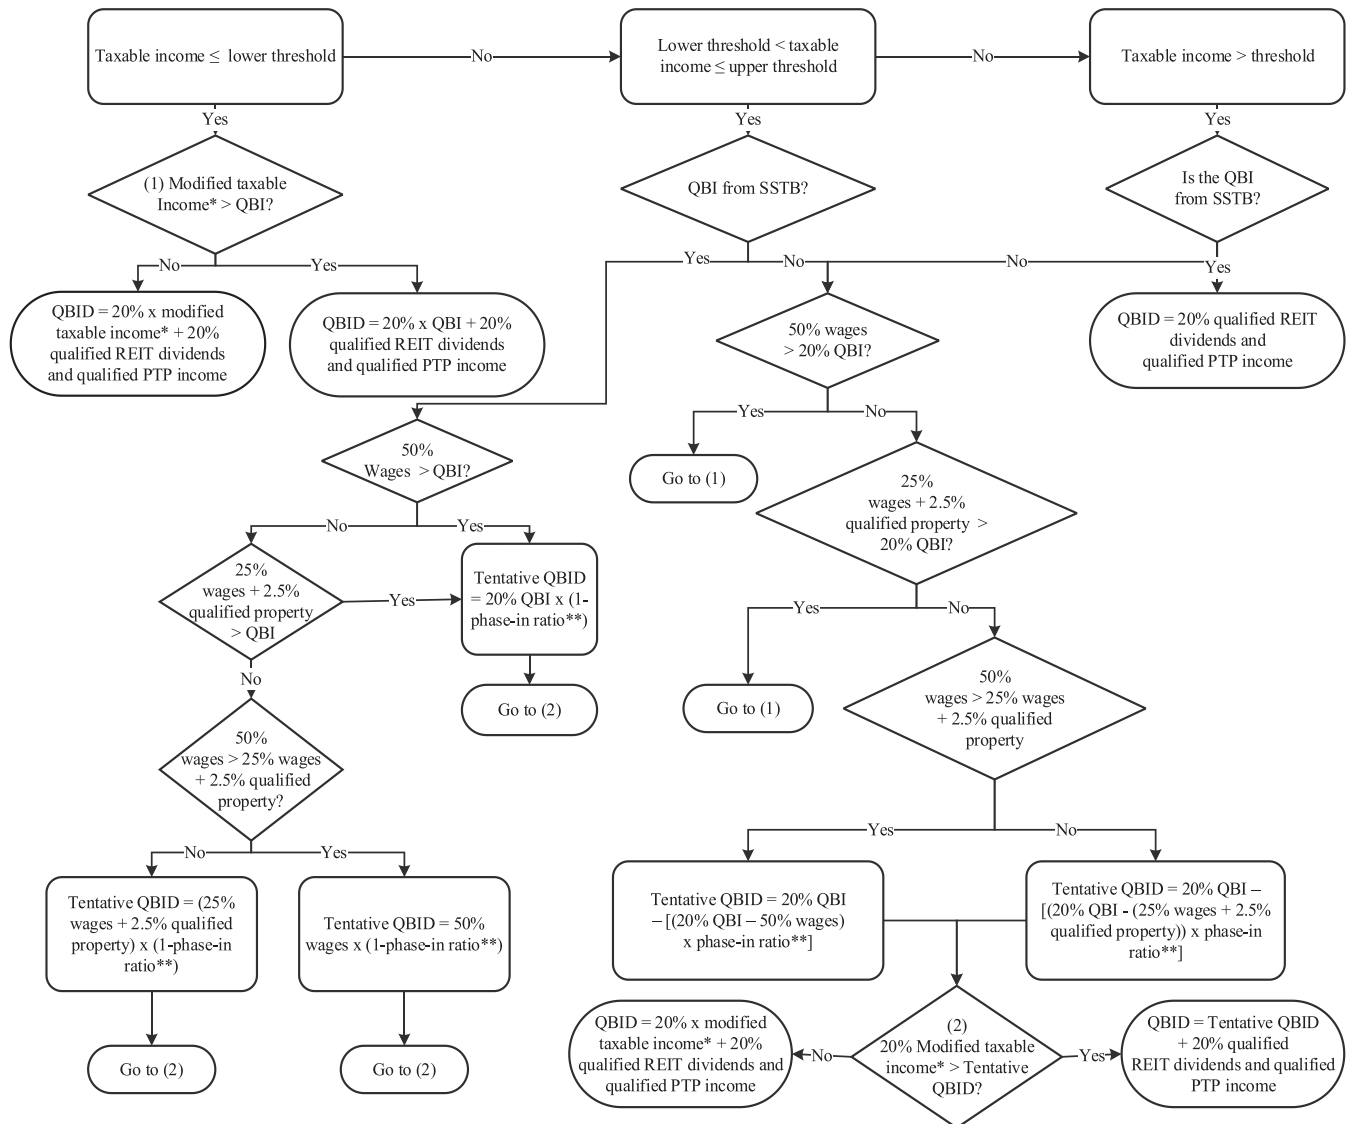 Taxable income ≤ lower threshold
No
Lower threshold < taxable
income ≤ upper threshold
No
Taxable income > threshold
Yes
Yes
Yes
(1) Modified taxable
Income* > QBI?
QBI from SSTB?
Is the QBI
from SSTB?
No
Yes
Yes
No
No
Yes
QBID = 20% x modified
taxable income* + 20%
qualified REIT dividends
and qualified PTP income
QBID = 20% x QBI + 20%
qualified REIT dividends
and qualified PTP income
50% wages
> 20% QBI?
QBID = 20% qualified REIT
dividends and
qualified PTP income
Yes
No
50%
Wages > QBI?
Go to (1)
25%
wages + 2.5%
qualified property >
20% QBI?
No
Yes
25%
wages + 2.5%
qualified property
> QBI
Yes
Tentative QBID
= 20% QBI x (1-
phase-in ratio**)
Yes
No
No
Go to (2)
Go to (1)
50%
wages > 25% wages
+ 2.5% qualified
property
50%
wages > 25% wages
+ 2.5% qualified
property?
Yes
No
No
Yes
Tentative QBID = (25%
wages + 2.5% qualified
property) x (1-phase-in
ratio**)
Tentative QBID = 50%
wages x (1-phase-in ratio**)
Tentative QBID = 20% QBI
– [(20% QBI – 50% wages)
x phase-in ratio**]
Tentative QBID = 20% QBI –
[(20% QBI - (25% wages + 2.5%
qualified property)) x phase-in
ratio**]
Go to (2)
Go to (2)
QBID = 20% x modified
taxable income* + 20%
qualified REIT dividends and
qualified PTP income
No
(2)
20% Modified taxable
income* > Tentative
QBID?
Yes
QBID = Tentative QBID
+ 20% qualified
REIT dividends and qualified
PTP income